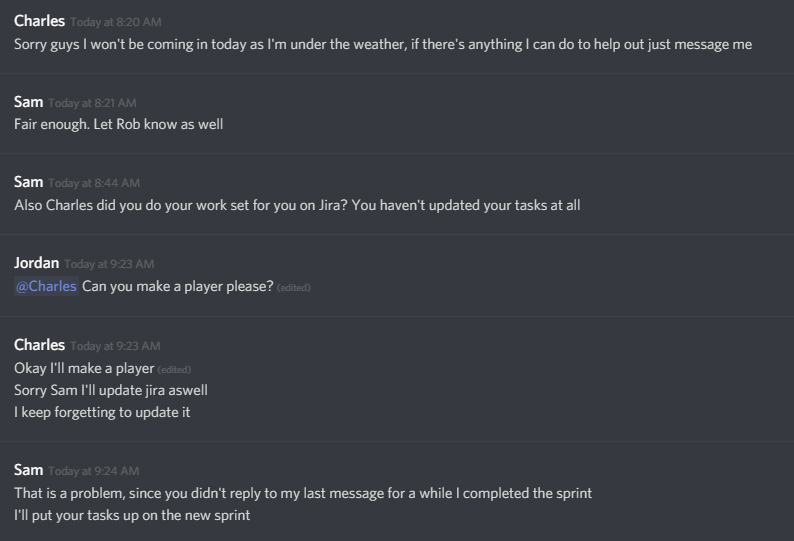 Charles Today at 8:20 AM
Sorry guys I won't be coming in today as I'm under the weather, if there's anything I can do to help out just message me
Sam Today at 8:21 AM
Fair enough. Let Rob know as well
Sam Today at 8:44 AM
Also Charles did you do your work set for you on Jira? You haven't updated your tasks at all
Jordan Today at 9:23 AM
@Charles Can you make a player please? (edited)
Charles Today at 9:23 AM
Okay I'll make a player (edited)
Sorry Sam I'll update jira aswell
I keep forgetting to update it
Sam Today at 9:24 AM
That is a problem, since you didn't reply to my last message for a while I completed the sprint
I'll put your tasks up on the new sprint